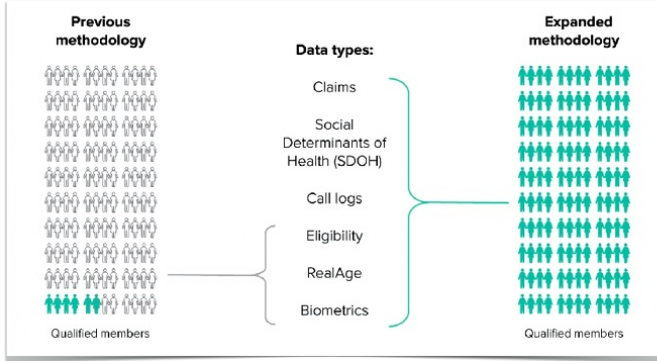 Previous
methodology
Qualified members
Data types:
Claims
Social
Determinants of
Health (SDOH)
Call logs
Eligibility
RealAge
Biometrics
Expanded
methodology
Qualified members